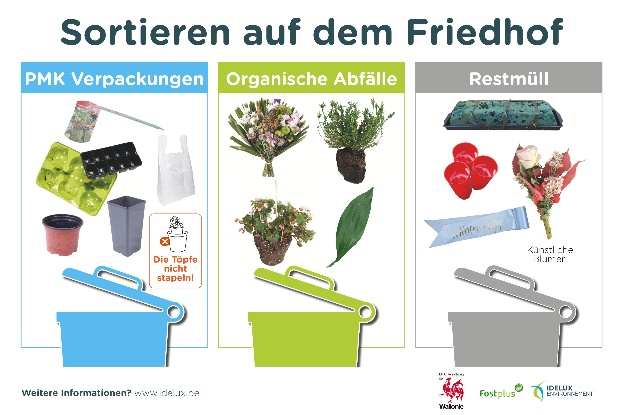 Sortieren auf dem Friedhof
PMK Verpackungen
Organische Abfälle
Restmüll
Die Töpfe
nicht
stapeln!
Künstliche
Blumen
Weitere Informationen? www.idelux.be
Wallonie
Fostplus
IDELUX
ENVIRONNEMENT